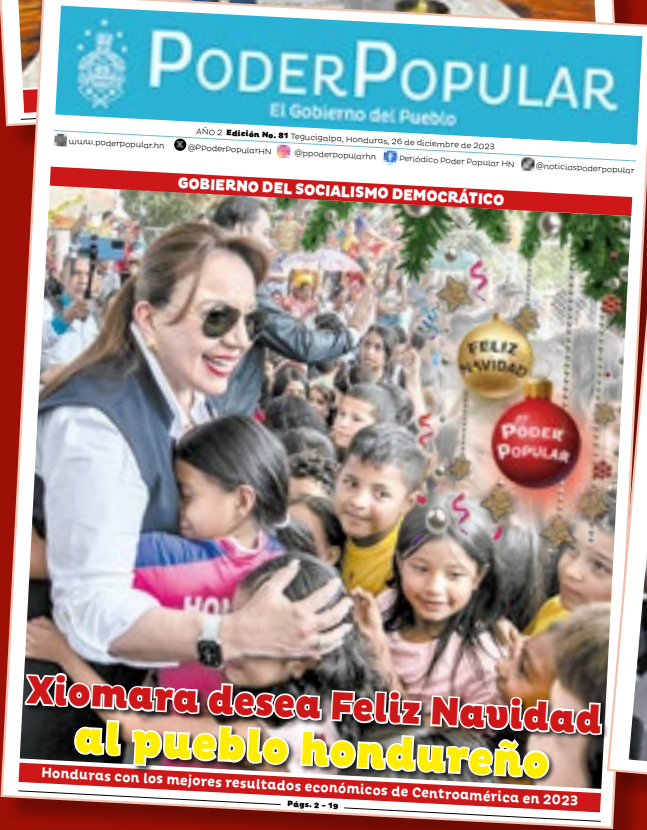 PODERPOPULAR
El Gobierno del Pueblo
AÑO 2 Edición No. 81 Tegucigalpa, Honduras, 26 de diciembre de 2023
www.poderpopular.hn @PPoderPopularHN @ppoderpopularhn Periódico Poder Popular HN @noticiaspoderpopular
GOBIERNO DEL SOCIALISMO DEMOCRÁTICO
FELIZ
NAVIDAD
PODER
POPULAR
HON
Xiomara desea Feliz Navidad
al pueblo hondureño
Honduras con los mejores resultados económicos de Centroamérica en 2023
Págs. 2 - 19